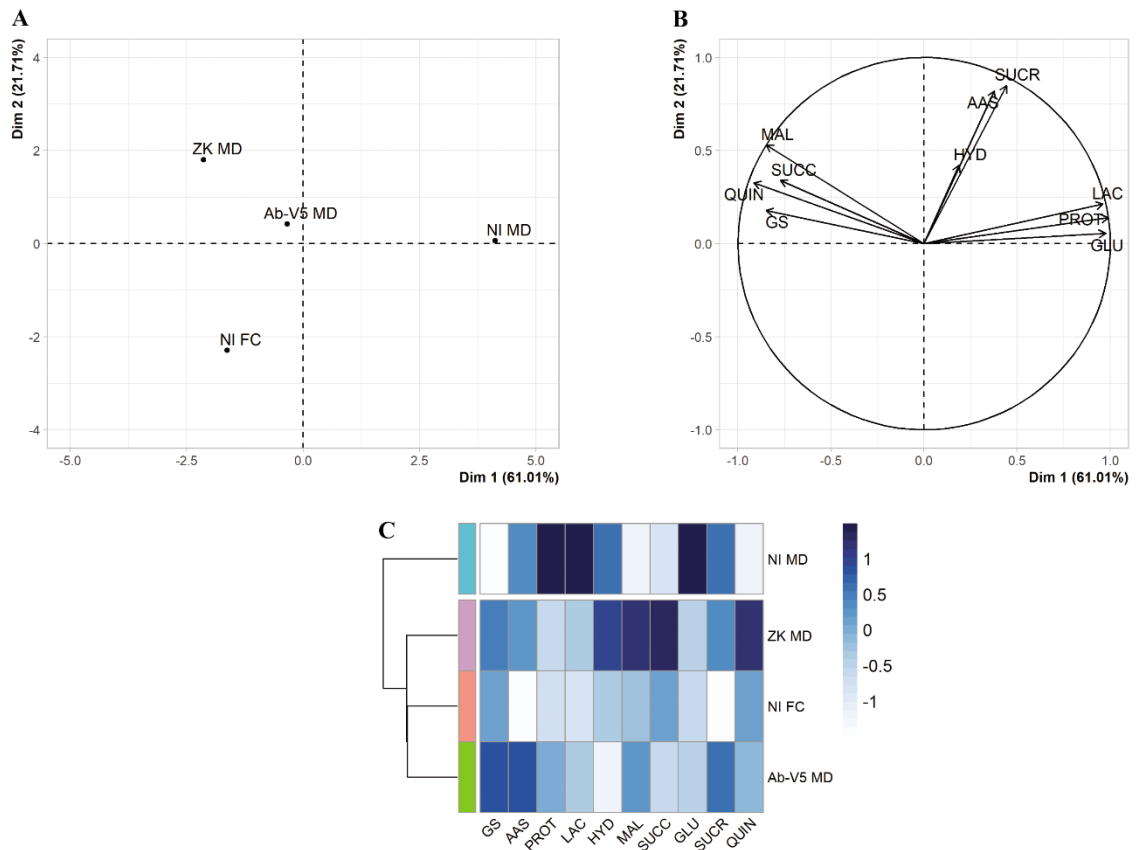 A
Dim 2 (21.71%)
4
2
0
-2
-4
ZK MD
Ab-V5 MD
NI MD
NI FC
-5.0 -2.5 0.0 2.5 5.0
Dim 1 (61.01%)
B
Dim 2 (21.71%)
1.0
0.5
0.0
-0.5
-1.0
SUCR
AAS
MAL
HYD
SUCC
QUIN
LAC
GS
PROT
GLU
-1.0 -0.5 0.0 0.5 1.0
Dim 1 (61.01%)
C
NI MD
ZK MD
NI FC
Ab-V5 MD
GS AAS PROT LAC HYD MAL SUCC GLU SUCR QUIN
1
0.5
0
-0.5
-1